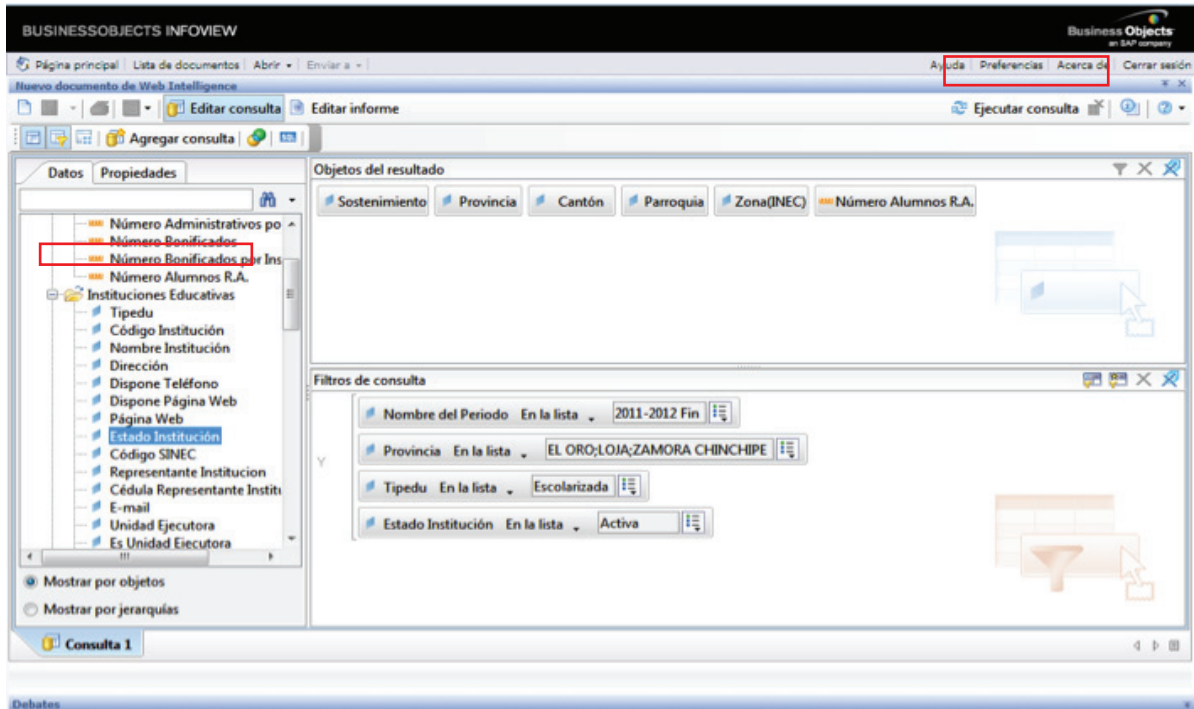 BUSINESSOBJECTS INFOVIEW
Business Objects
an SAP company
Página principal Lista de documentos Abrir Enviar a
Ayuda Preferencias Acerca de Cerrar sesión
Nuevo documento de Web Intelligence
Editar consulta Editar informe Ejecutar consulta
Agregar consulta SQL
Datos Propiedades
Número Administrativos po
Número Bonificados
Número Bonificados por Ins
Número Alumnos R.A.
Instituciones Educativas
Tipedu
Código Institución
Nombre Institución
Dirección
Dispone Teléfono
Dispone Página Web
Página Web
Estado Institución
Código SINEC
Representante Institucion
Cédula Representante Institu
E-mail
Unidad Ejecutora
Es Unidad Ejecutora
Mostrar por objetos
Mostrar por jerarquías
Objetos del resultado
Sostenimiento Provincia Cantón Parroquia Zona(INEC) Número Alumnos R.A.
Filtros de consulta
Y
Nombre del Periodo En la lista 2011-2012 Fin
Provincia En la lista EL ORO;LOJA;ZAMORA CHINCHIPE
Tipedu En la lista Escolarizada
Estado Institución En la lista Activa
Consulta 1
Debates